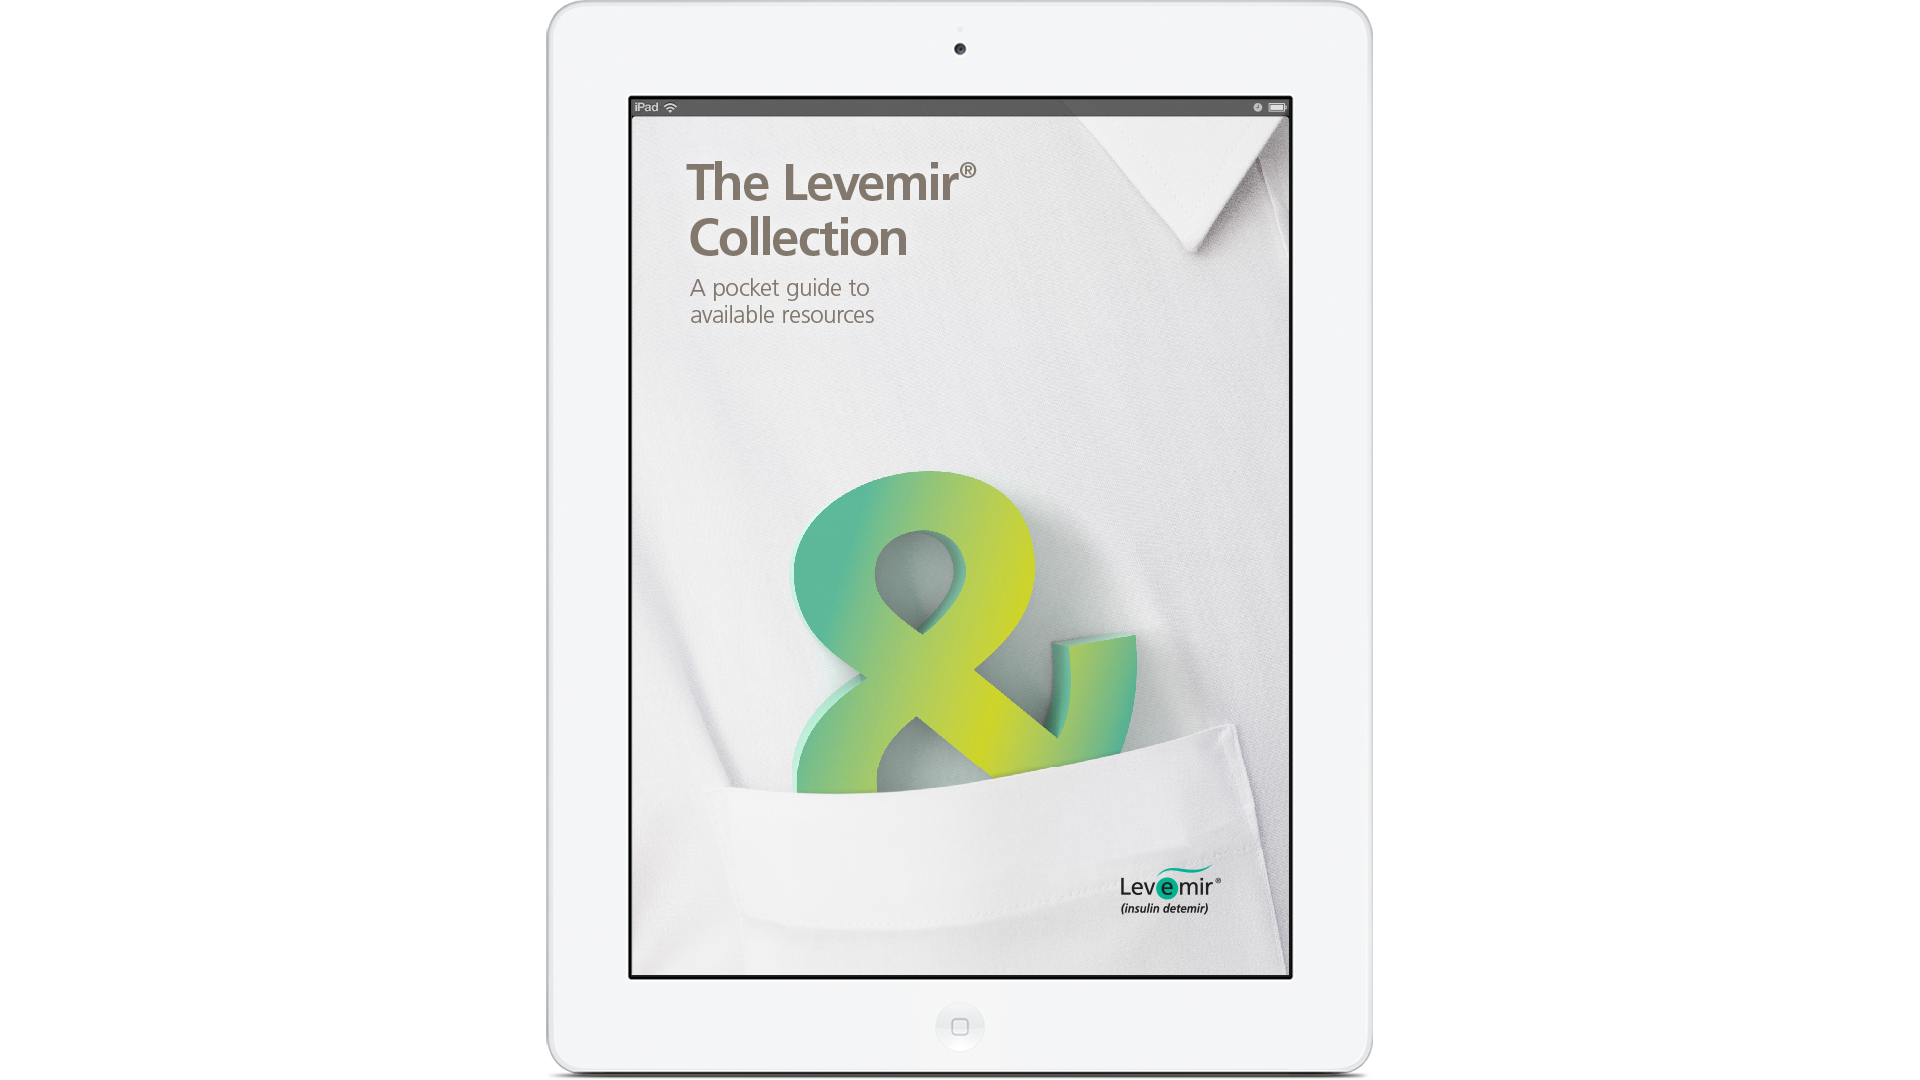 iPad
The Levemir®
Collection
A pocket guide to
available resources
&
Levemir®
(insulin detemir)